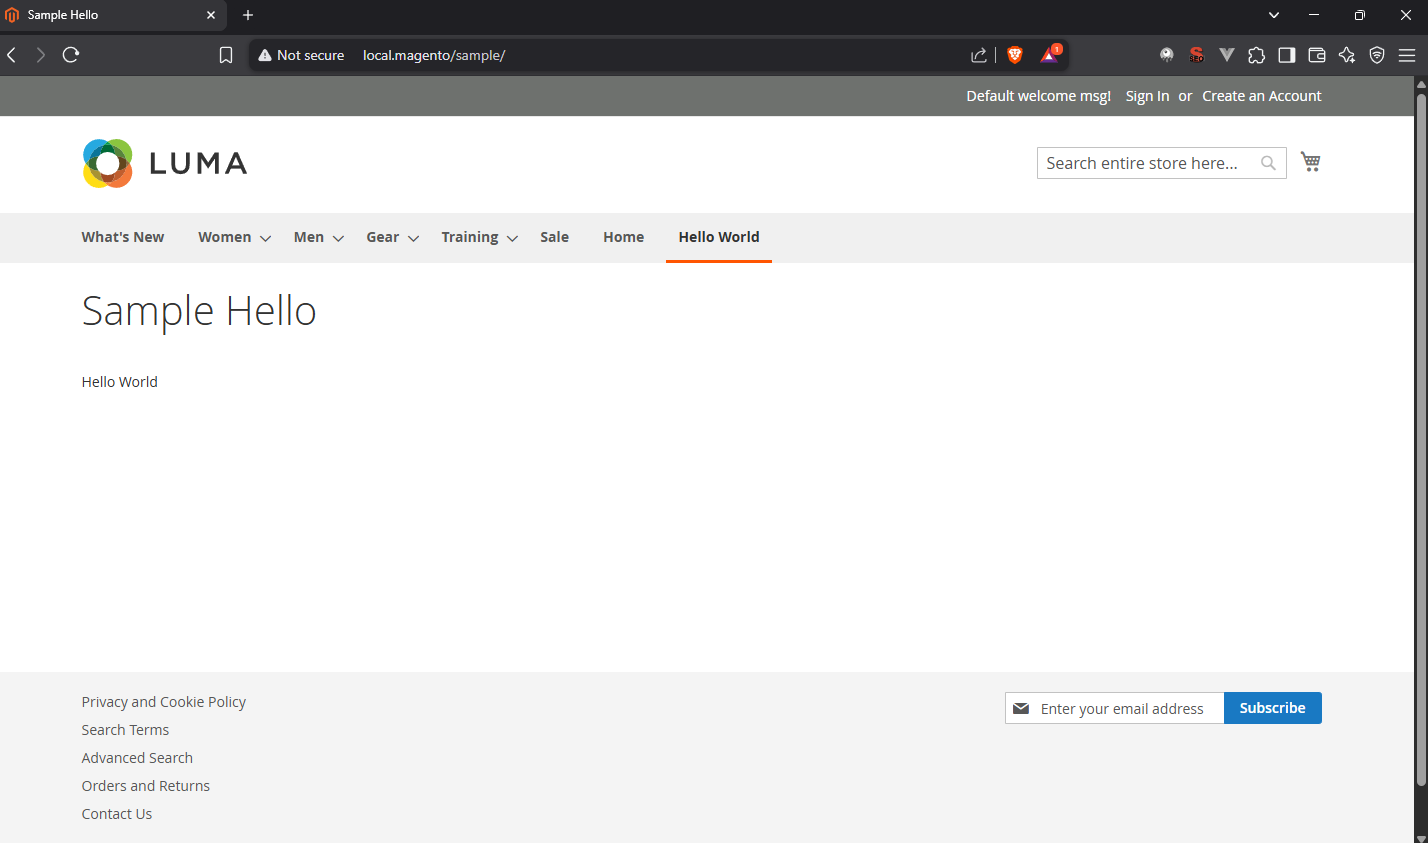 Sample Hello
Not secure local.magento/sample/
1
SEO
Default welcome msg! Sign In or Create an Account
LUMA
Search entire store here...
What's New Women Men Gear Training Sale Home Hello World
Sample Hello
Hello World
Privacy and Cookie Policy
Enter your email address Subscribe
Search Terms
Advanced Search
Orders and Returns
Contact Us